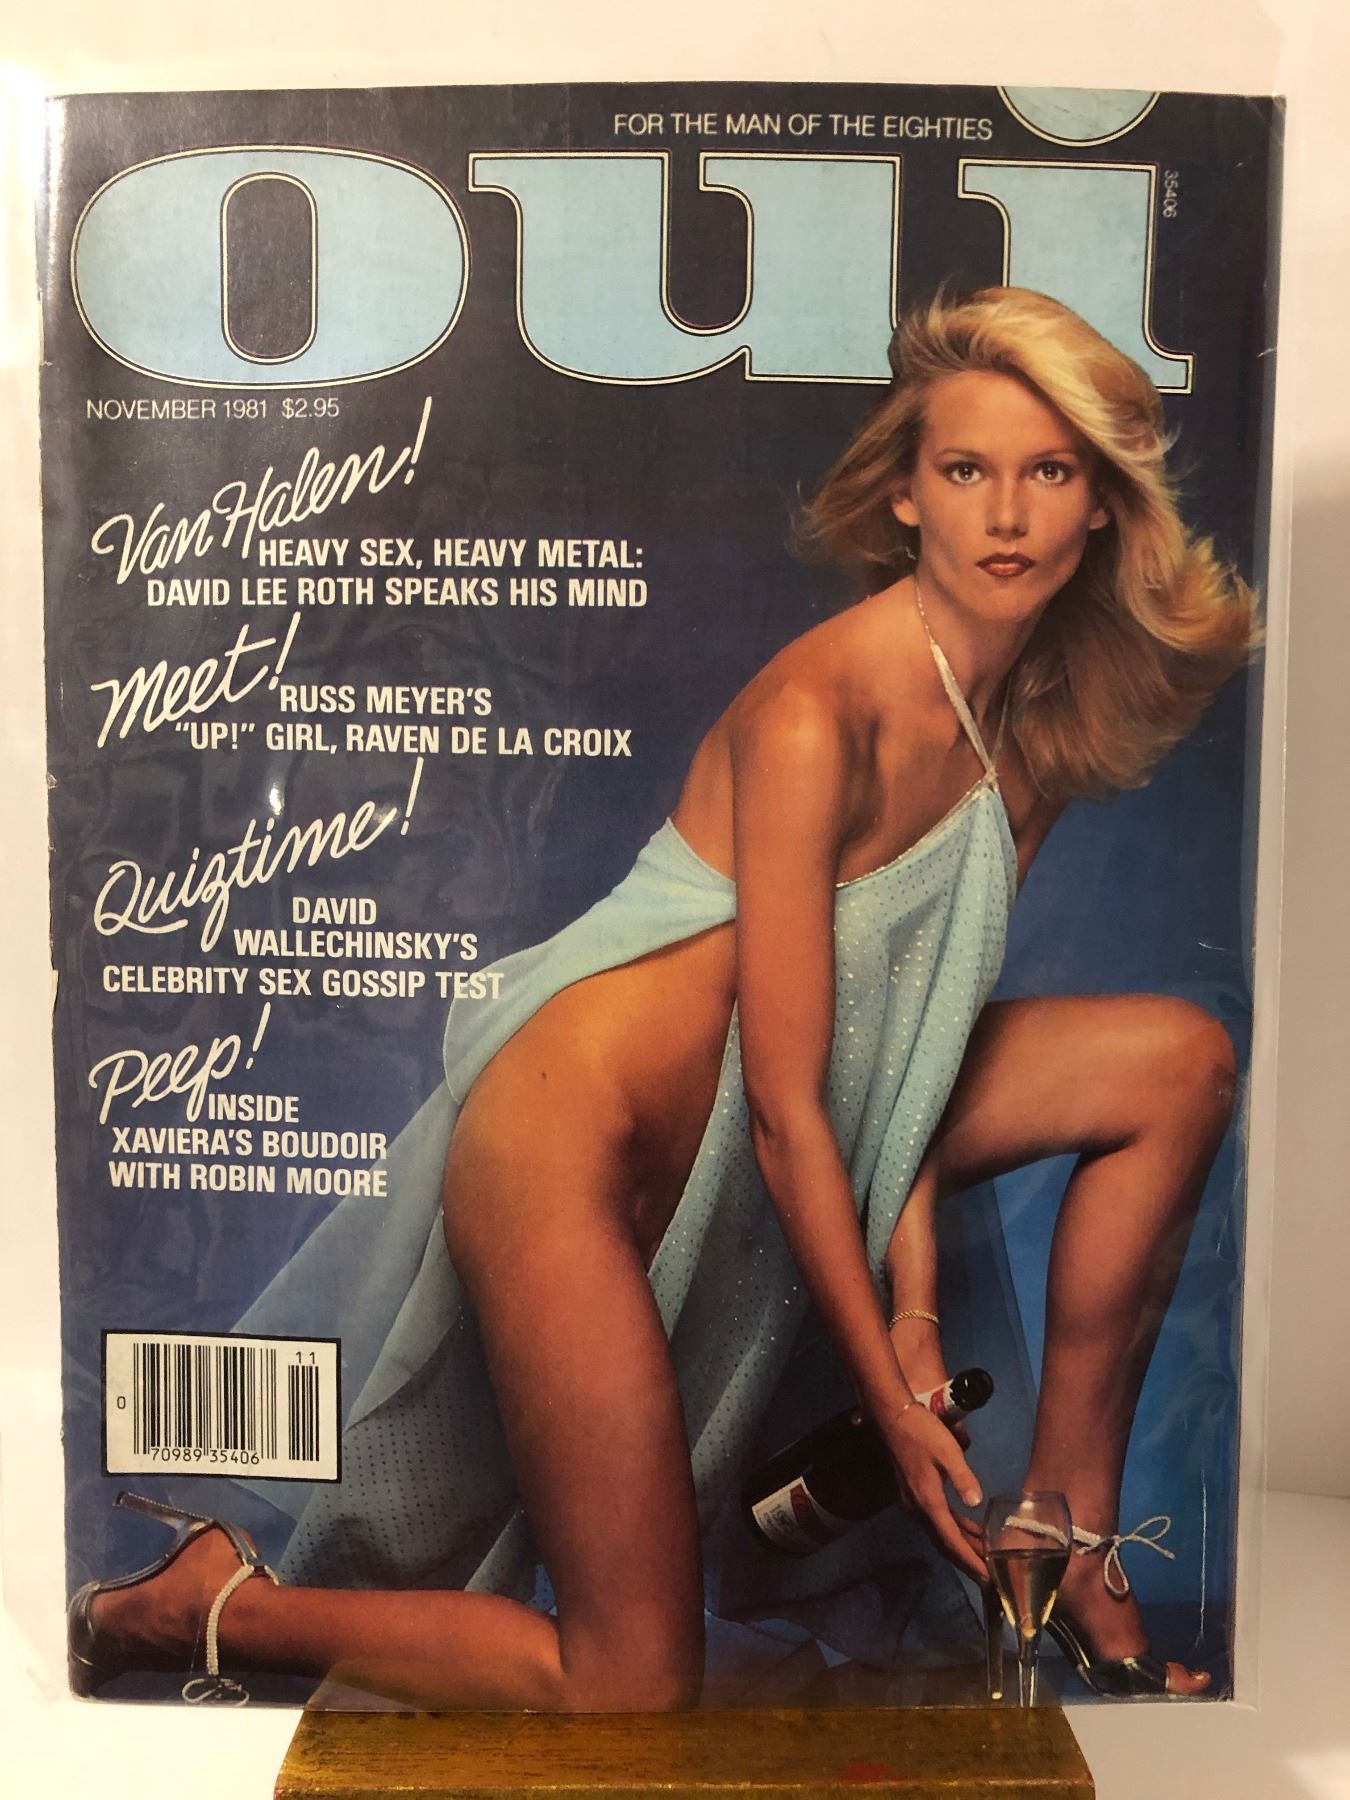 FOR THE MAN OF THE EIGHTIES
oui
35406
NOVEMBER 1981 $2.95
Van Halen!
HEAVY SEX, HEAVY METAL:
DAVID LEE ROTH SPEAKS HIS MIND
Meet!
RUSS MEYER'S
"UP!" GIRL, RAVEN DE LA CROIX
Quiztime!
DAVID
WALLECHINSKY'S
CELEBRITY SEX GOSSIP TEST
Peep!
INSIDE
XAVIERA'S BOUDOIR
WITH ROBIN MOORE
11
0
70989 35406